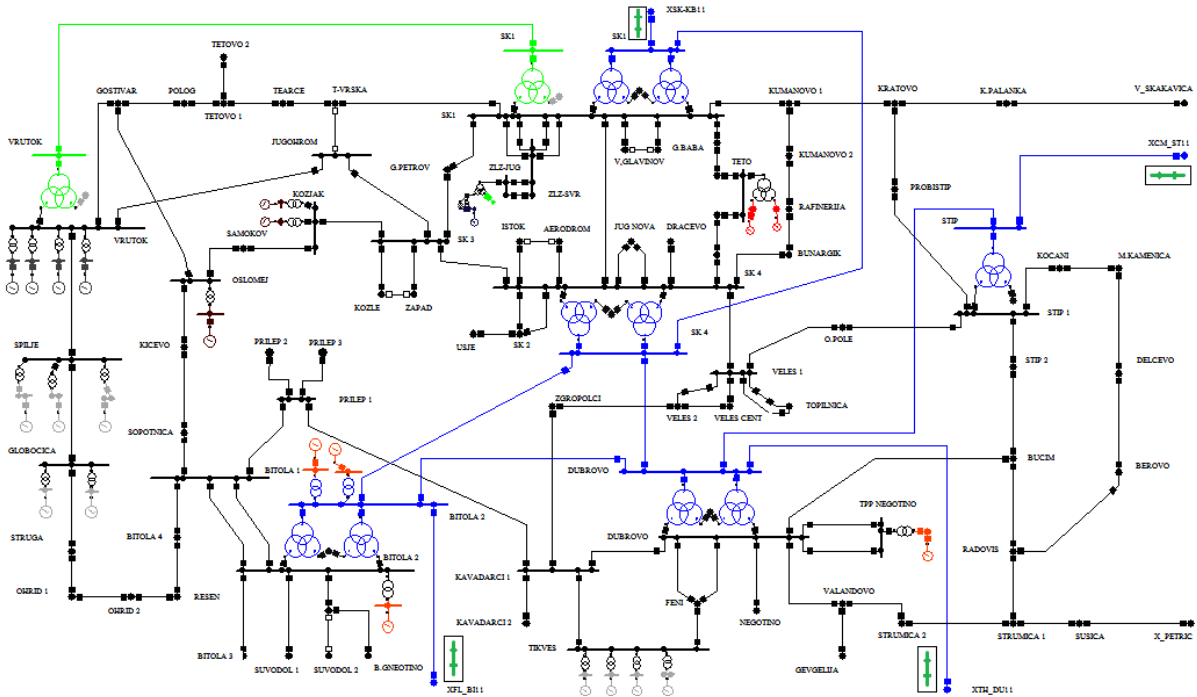 XSK-KB11
SK1
SK1
TETOVO 2
GOSTIVAR
POLOG
TEARCE
T-VRSKA
KUMANOVO 1
KRATOVO
K.PALANKA
V_SKAKAVICA
TETOVO 1
SK1
VRUTOK
JUGOHROM
G.PETROV
ZLZ-JUG
V,GLAVINOV
G.BABA
XCM_ST11
KUMANOVO 2
TETO
ZLZ-SVR
KOZJAK
PROBISTIP
SAMOKOV
RAFINERIJA
STIP
VRUTOK
ISTOK
AERODROM
JUG NOVA
DRACEVO
SK 3
BUNARGIK
KOCANI
M.KAMENICA
OSLOMEJ
SK 4
KOZLE
ZAPAD
STIP 1
USJE
SK 2
SK 4
O.POLE
SPILJE
KICEVO
PRILEP 2
PRILEP 3
STIP 2
DELCEVO
VELES 1
PRILEP 1
ZGROPOLCI
VELES 2
VELES CENT
TOPILNICA
SOPOTNICA
GLOBOCICA
BITOLA 1
DUBROVO
BUCIM
BEROVO
BITOLA 2
TPP NEGOTINO
STRUGA
BITOLA 4
BITOLA 2
DUBROVO
RADOVIS
KAVADARCI 1
OHRID 1
OHRID 2
RESEN
FENI
VALANDOVO
KAVADARCI 2
NEGOTINO
STRUMICA 2
STRUMICA 1
SUSICA
X_PETRIC
TIKVES
BITOLA 3
SUVODOL 1
SUVODOL 2
B.GNEOTINO
GEVGELIJA
XFL_BI11
XTH_DU11